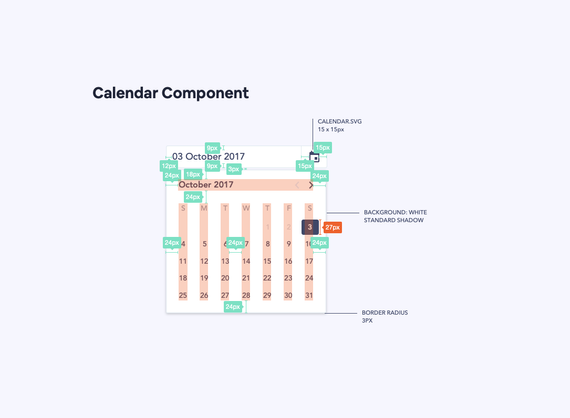 Calendar Component
CALENDAR.SVG
15 x 15px
9px
15px
03 October 2017
12px
9px
3px
15px
24px
18px
24px
October 2017
24px
S M T W T F S
1 2 3
27px
BACKGROUND: WHITE
STANDARD SHADOW
24px
4 5 6 24px 7 8 9 10 24px
11 12 13 14 15 16 17
18 19 20 21 22 23 24
25 26 27 28 29 30 31
24px
BORDER RADIUS
3PX